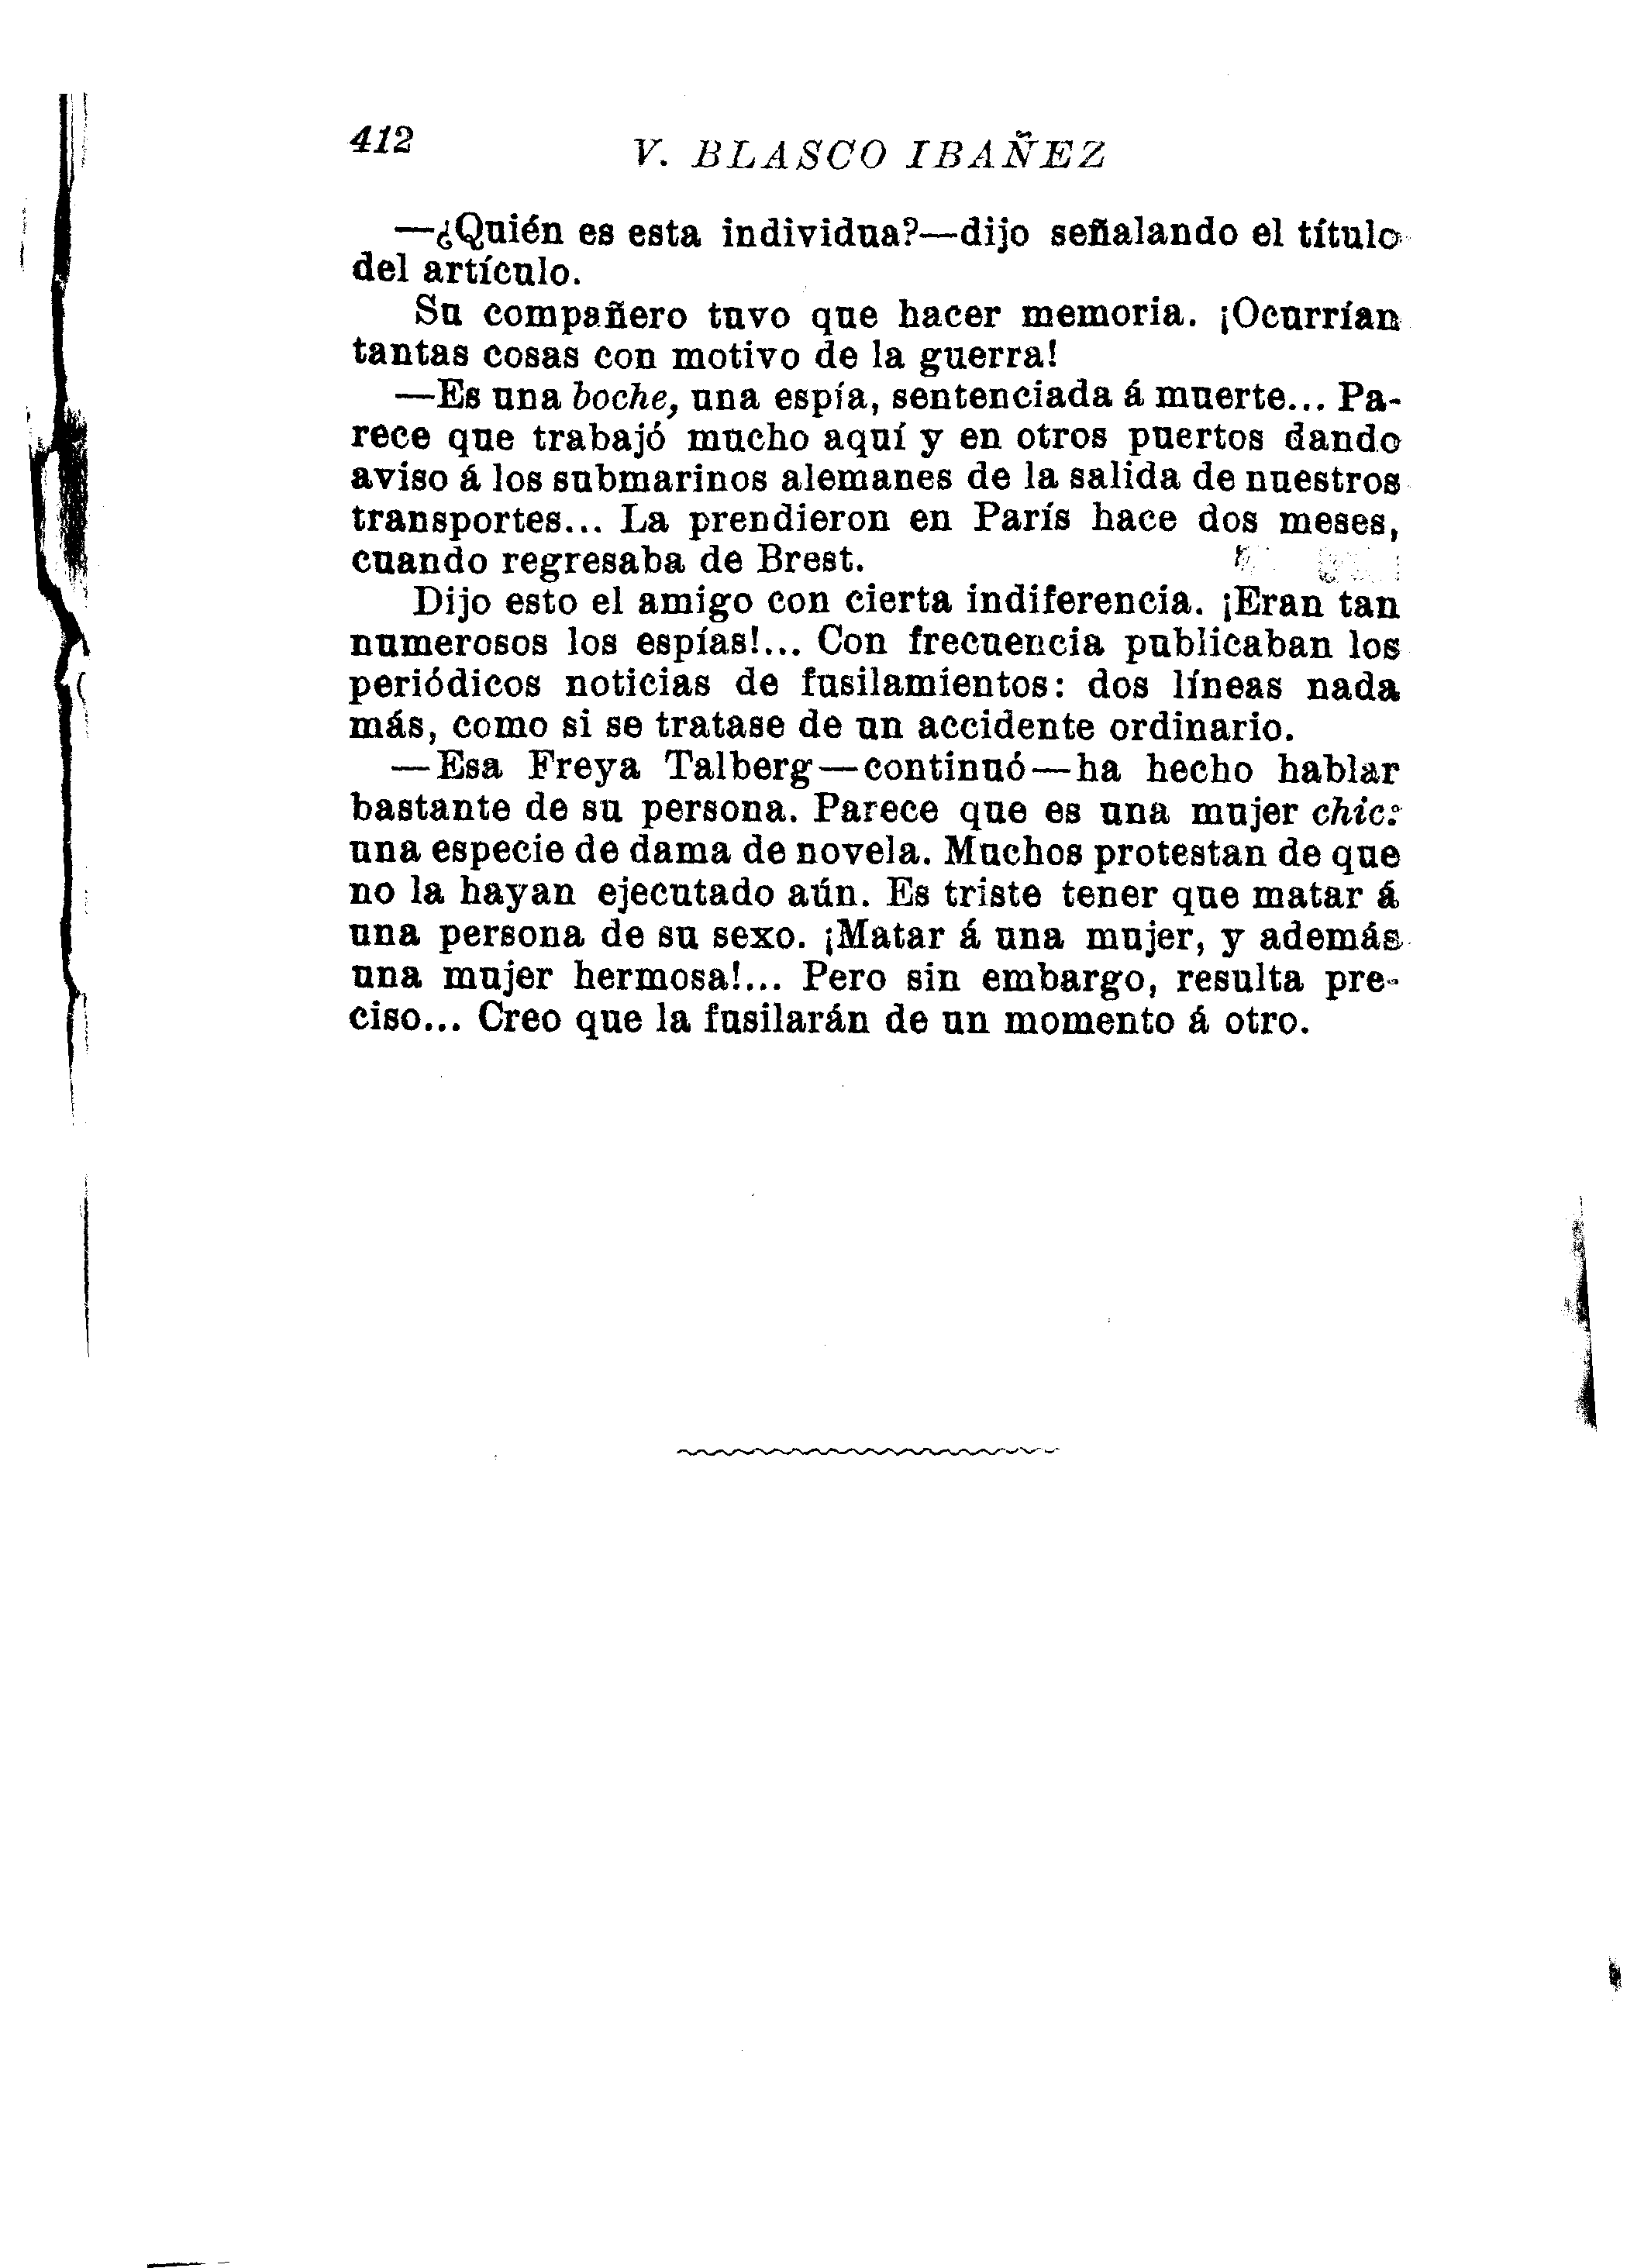 412
V. BLASCO IBAÑEZ
—¿Quién es esta individua?—dijo señalando el título
del artículo.
Su compañero tuvo que hacer memoria. ¡Ocurrían
tantas cosas con motivo de la guerra!
—Es una boche, una espía, sentenciada á muerte... Pa-
rece que trabajó mucho aquí y en otros puertos dando
aviso á los submarinos alemanes de la salida de nuestros
transportes... La prendieron en París hace dos meses,
cuando regresaba de Brest.
Dijo esto el amigo con cierta indiferencia. ¡Eran tan
numerosos los espías!... Con frecuencia publicaban los
periódicos noticias de fusilamientos: dos líneas nada
más, como si se tratase de un accidente ordinario.
—Esa Freya Talberg—continuó—ha hecho hablar
bastante de su persona. Parece que es una mujer chic:
una especie de dama de novela. Muchos protestan de que
no la hayan ejecutado aún. Es triste tener que matar á
una persona de su sexo. ¡Matar á una mujer, y además
una mujer hermosa!... Pero sin embargo, resulta pre-
ciso... Creo que la fusilarán de un momento á otro.